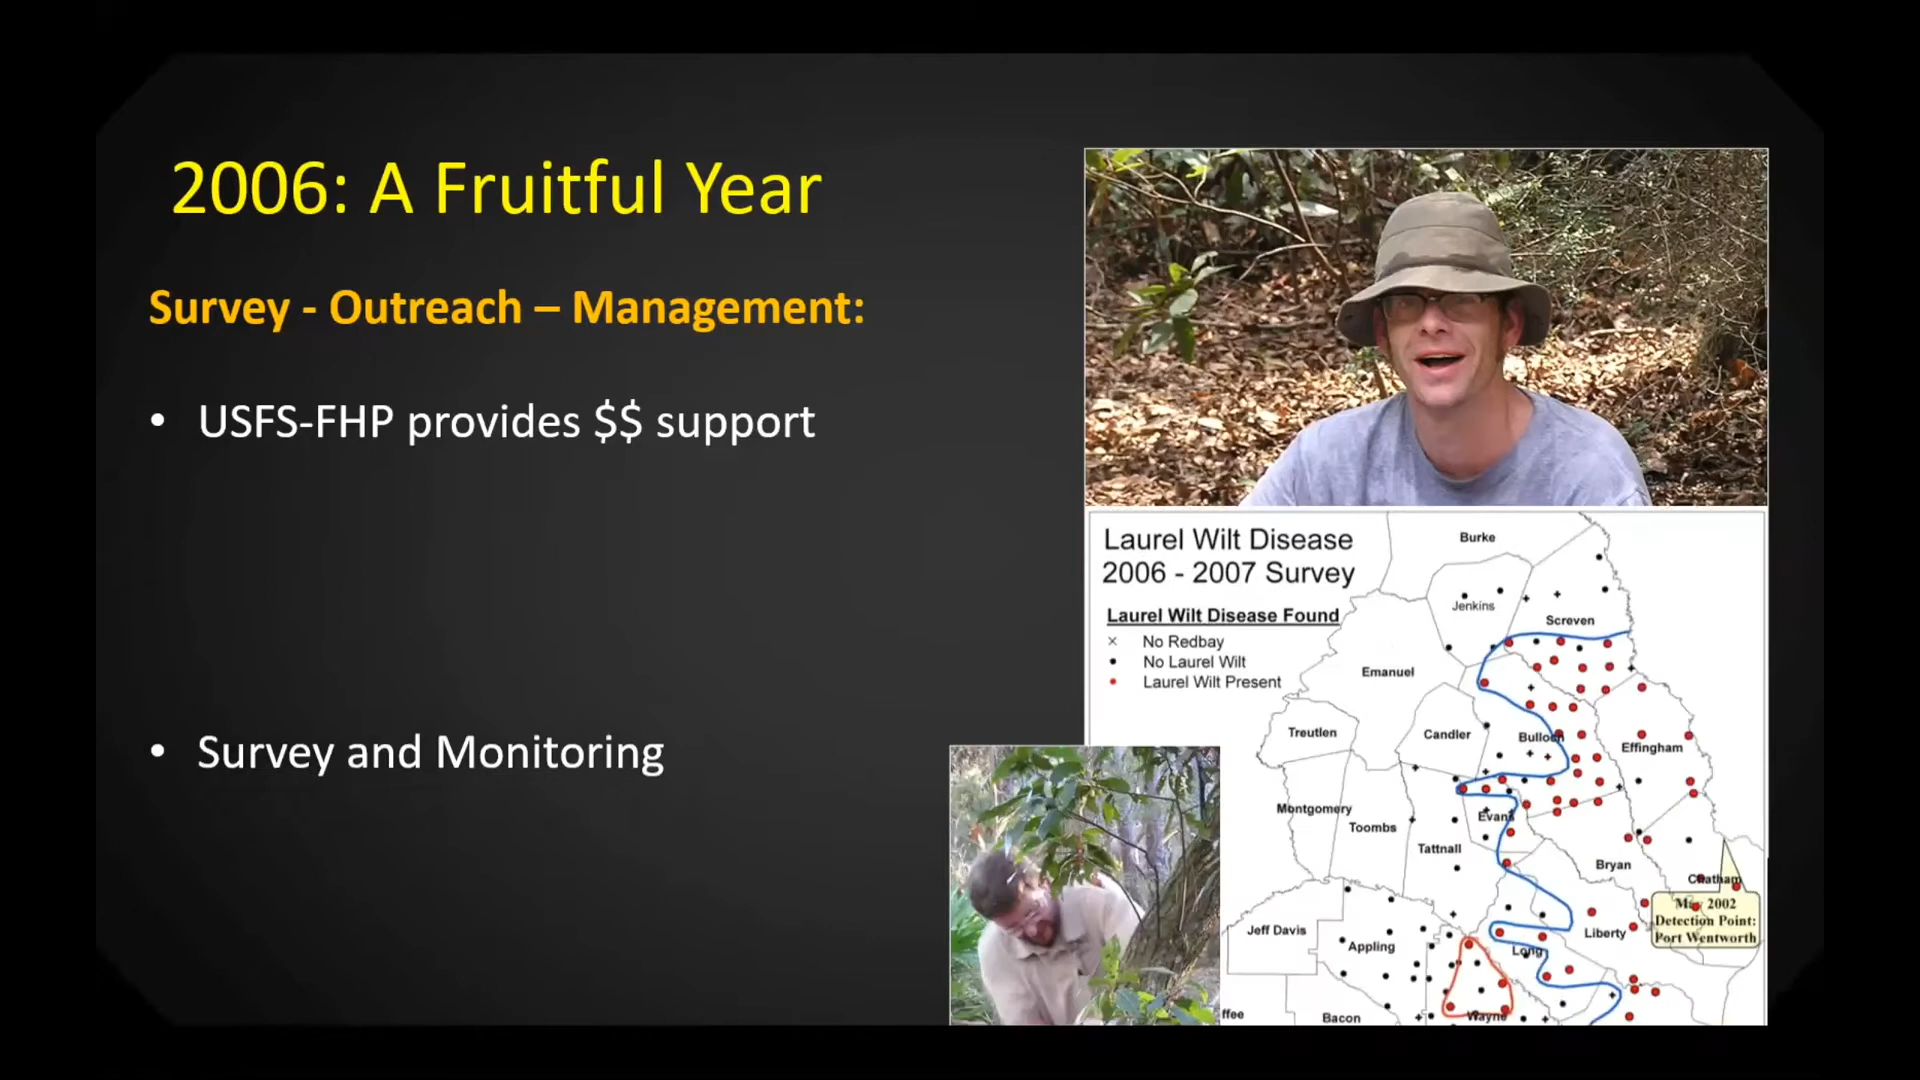 2006: A Fruitful Year
Survey - Outreach – Management:
• USFS-FHP provides $$ support
• Survey and Monitoring
Laurel Wilt Disease
2006 - 2007 Survey
Laurel Wilt Disease Found
No Redbay
No Laurel Wilt
Laurel Wilt Present
Burke
Jenkins
Screven
Emanuel
Treutlen
Candler
Bulloch
Effingham
Montgomery
Toombs
Evans
Tattnall
Bryan
Chatham
May 2002
Detection Point:
Port Wentworth
Jeff Davis
Appling
Long
Liberty
ffee
Bacon
Wayne